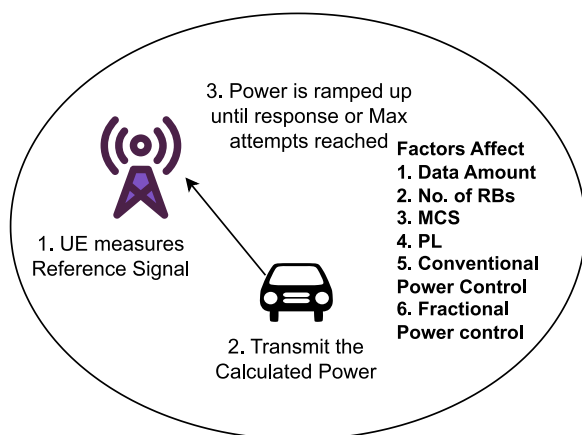 3. Power is ramped up
until response or Max
attempts reached
1. UE measures
Reference Signal
2. Transmit the
Calculated Power
Factors Affect
1. Data Amount
2. No. of RBs
3. MCS
4. PL
5. Conventional
Power Control
6. Fractional
Power control